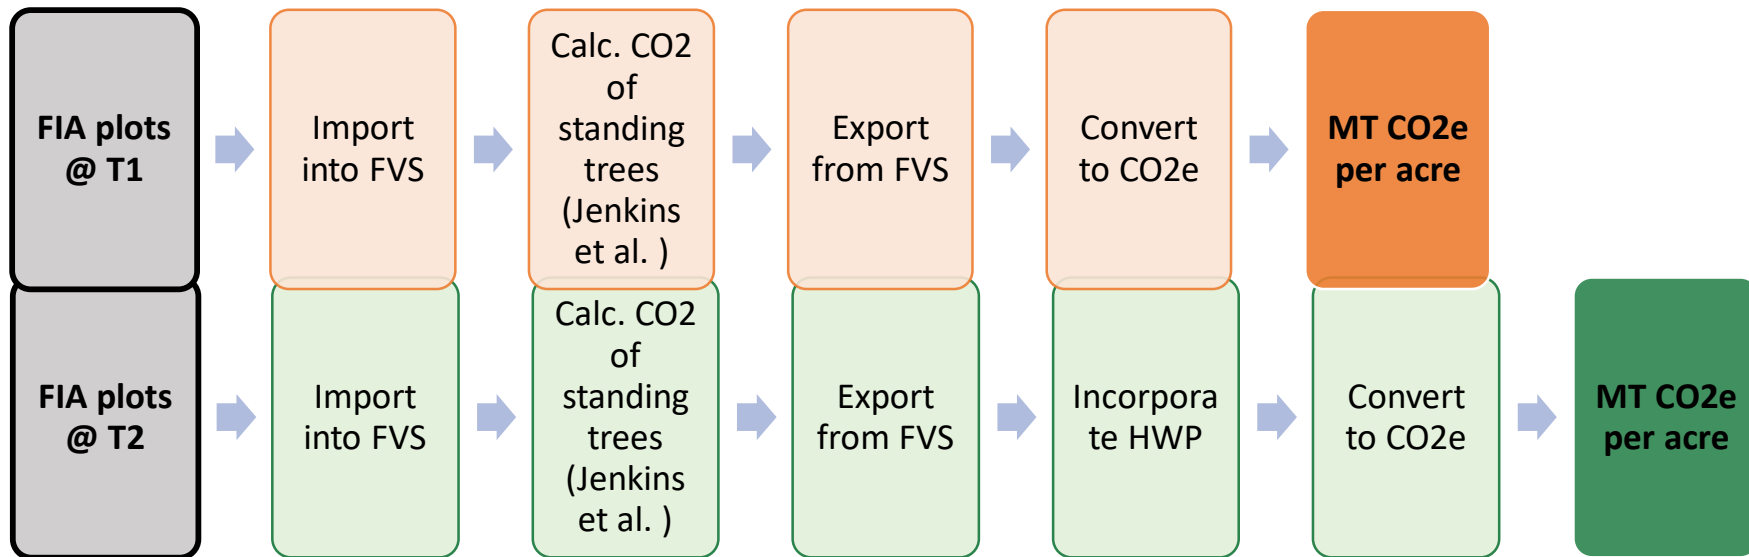 FIA plots
@ T1
Import
into FVS
Calc. CO2
of
standing
trees
(Jenkins
et al. )
Export
from FVS
Convert
to CO2e
MT CO2e
per acre
FIA plots
@ T2
Import
into FVS
Calc. CO2
of
standing
trees
(Jenkins
et al. )
Export
from FVS
Incorpora
te HWP
Convert
to CO2e
MT CO2e
per acre